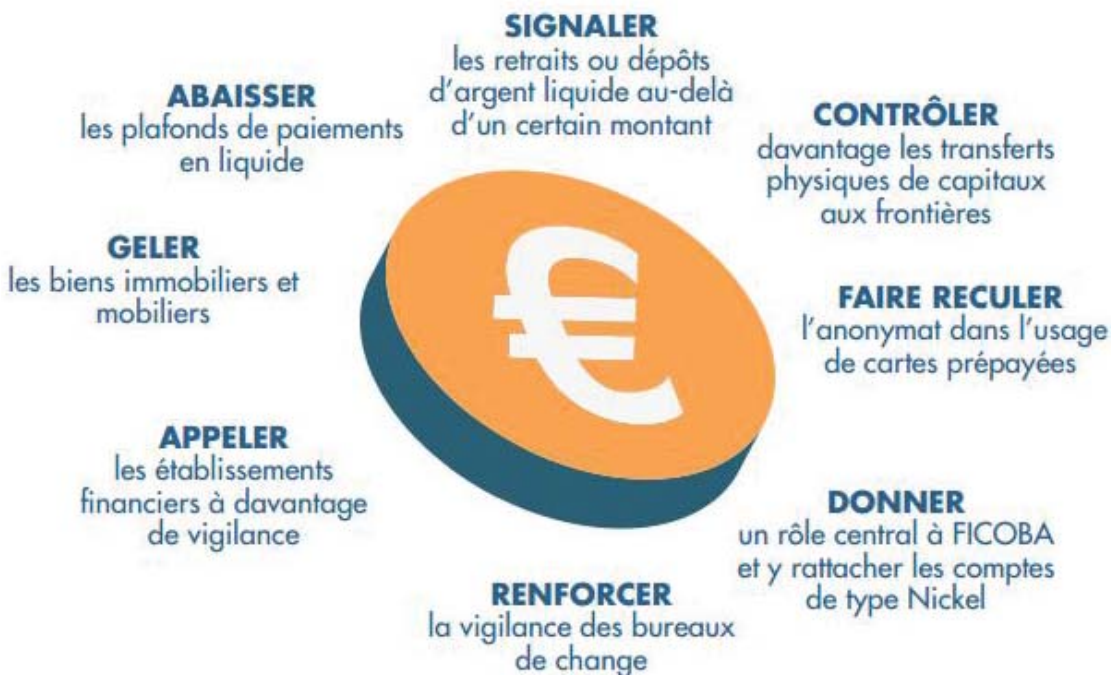 SIGNALER
les retraits ou dépôts
d'argent liquide au-delà
d'un certain montant
CONTRÔLER
davantage les transferts
physiques de capitaux
aux frontières
FAIRE RECULER
l'anonymat dans l'usage
de cartes prépayées
DONNER
un rôle central à FICOBA
et y rattacher les comptes
de type Nickel
RENFORCER
la vigilance des bureaux
de change
APPELER
les établissements
financiers à davantage
de vigilance
GELER
les biens immobiliers et
mobiliers
ABAISSER
les plafonds de paiements
en liquide
€